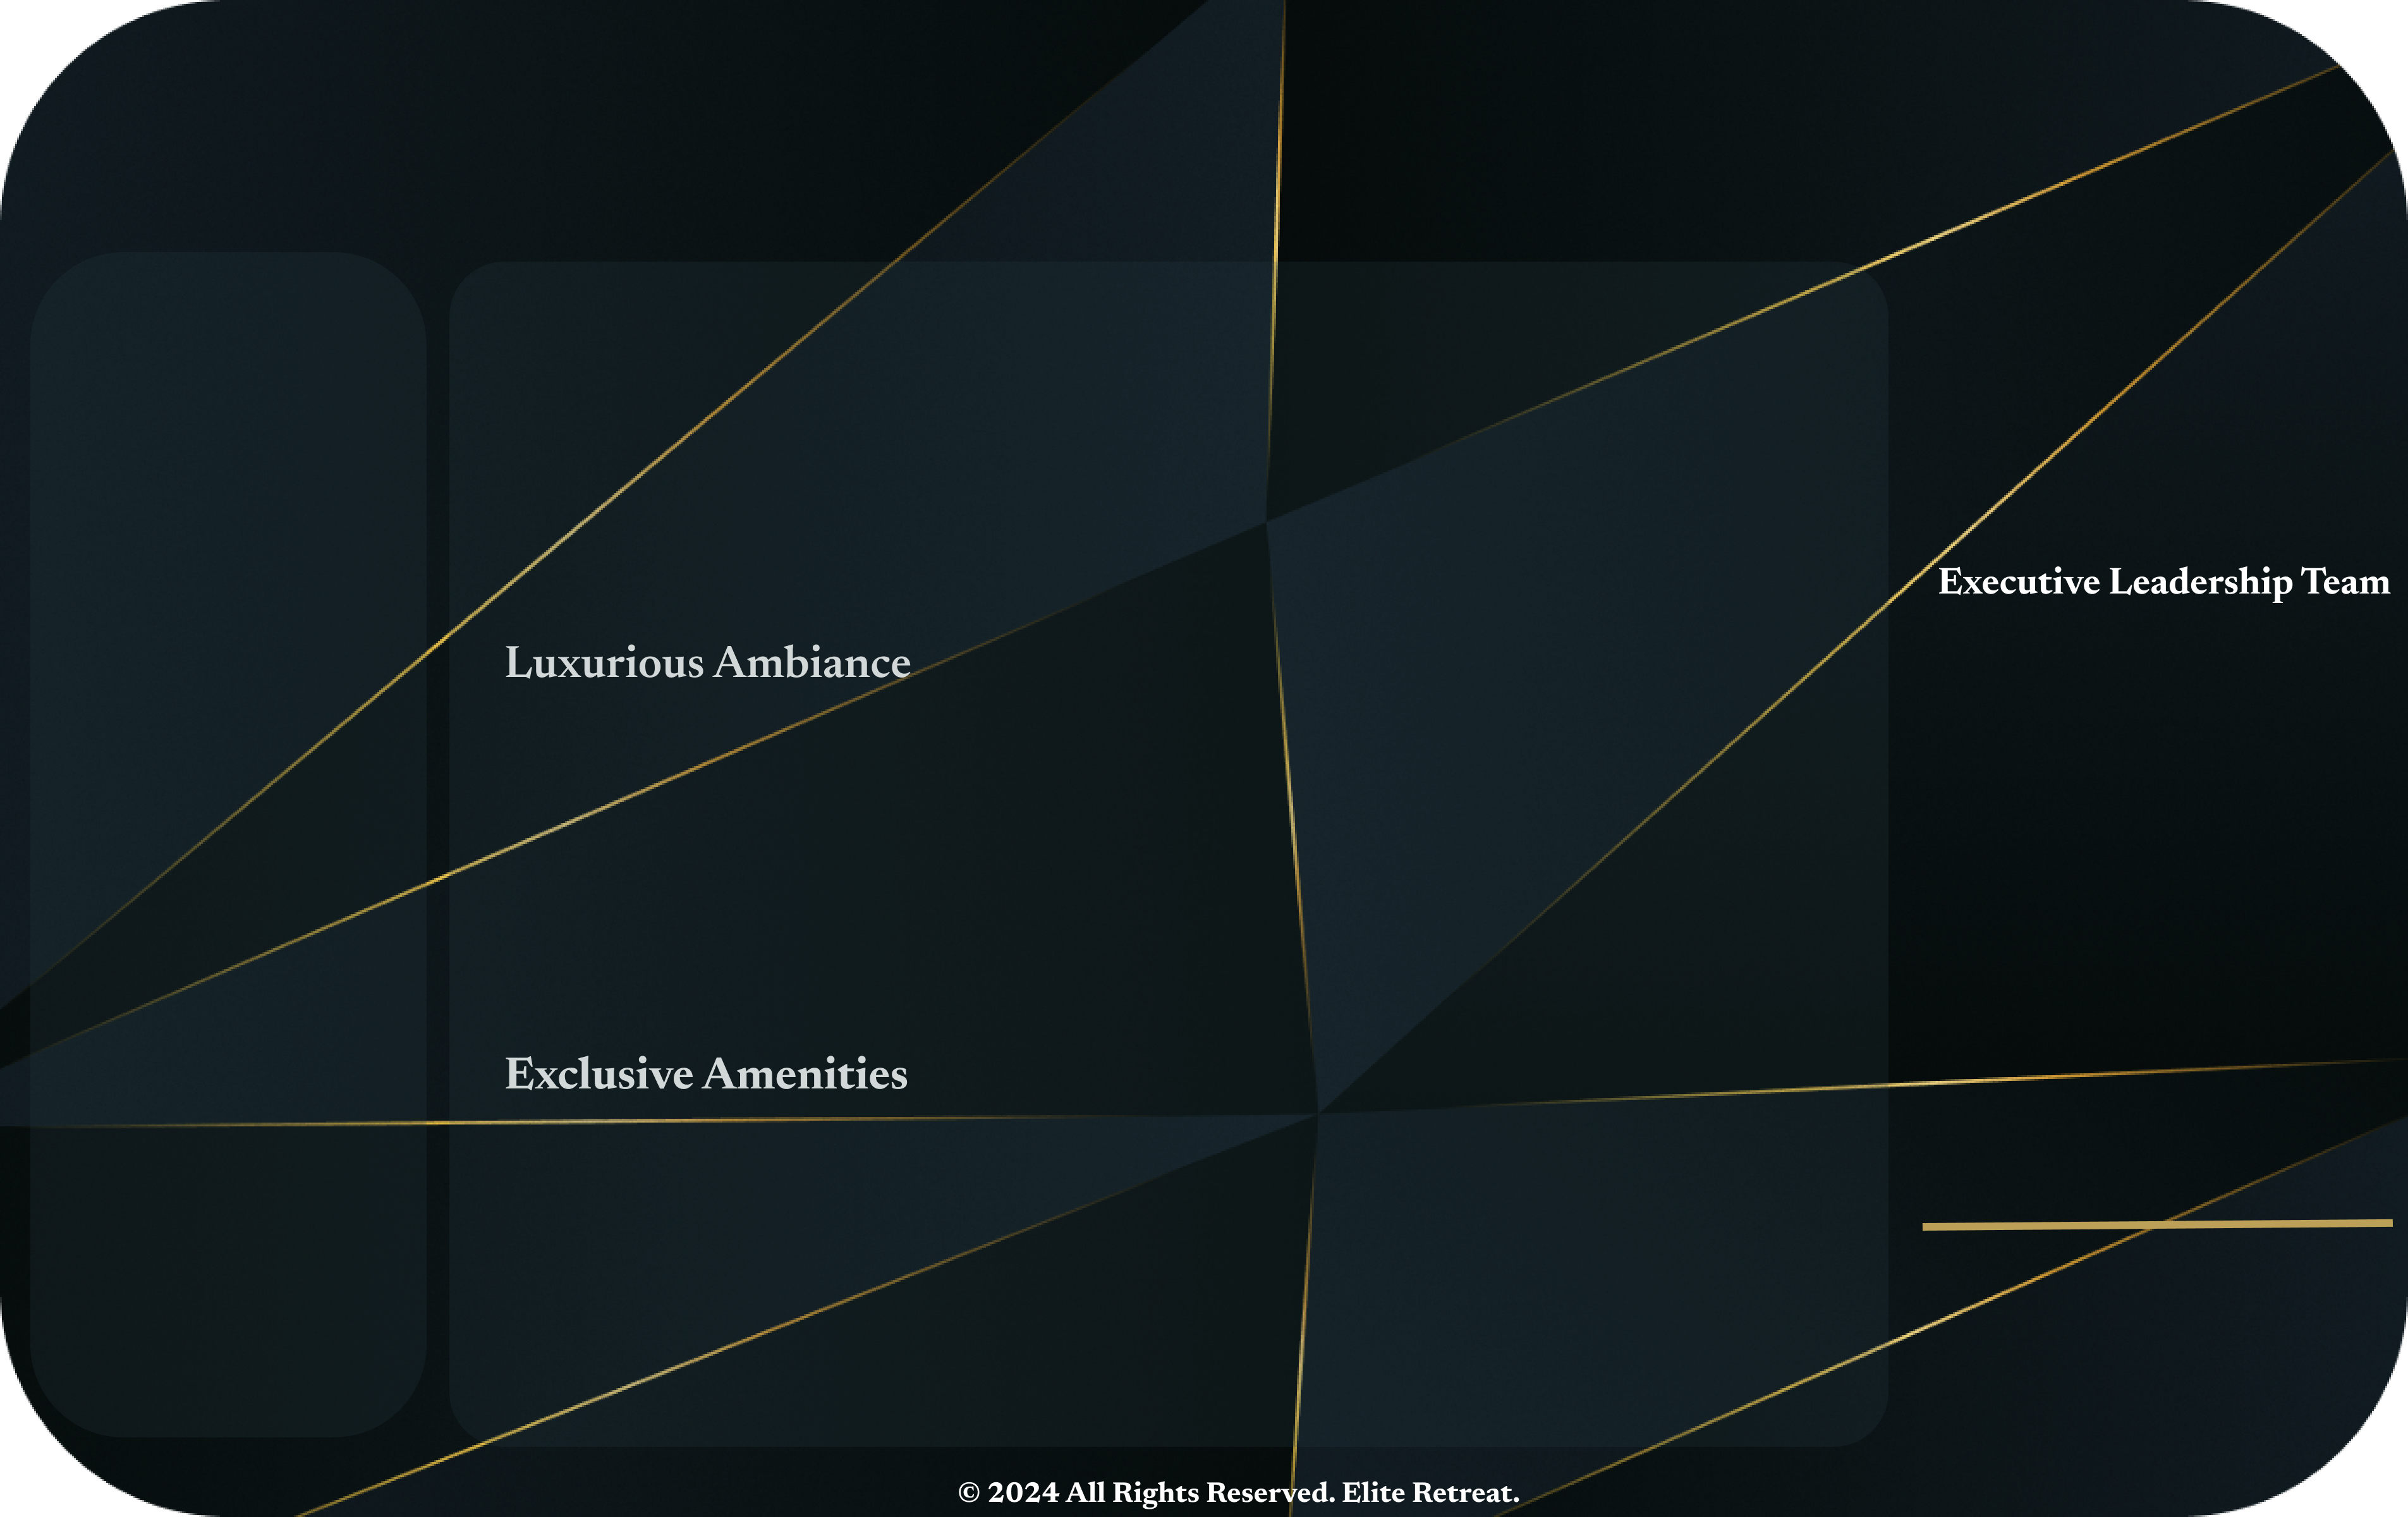 Executive Leadership Team
Luxurious Ambiance
Exclusive Amenities
© 2024 All Rights Reserved. Elite Retreat.